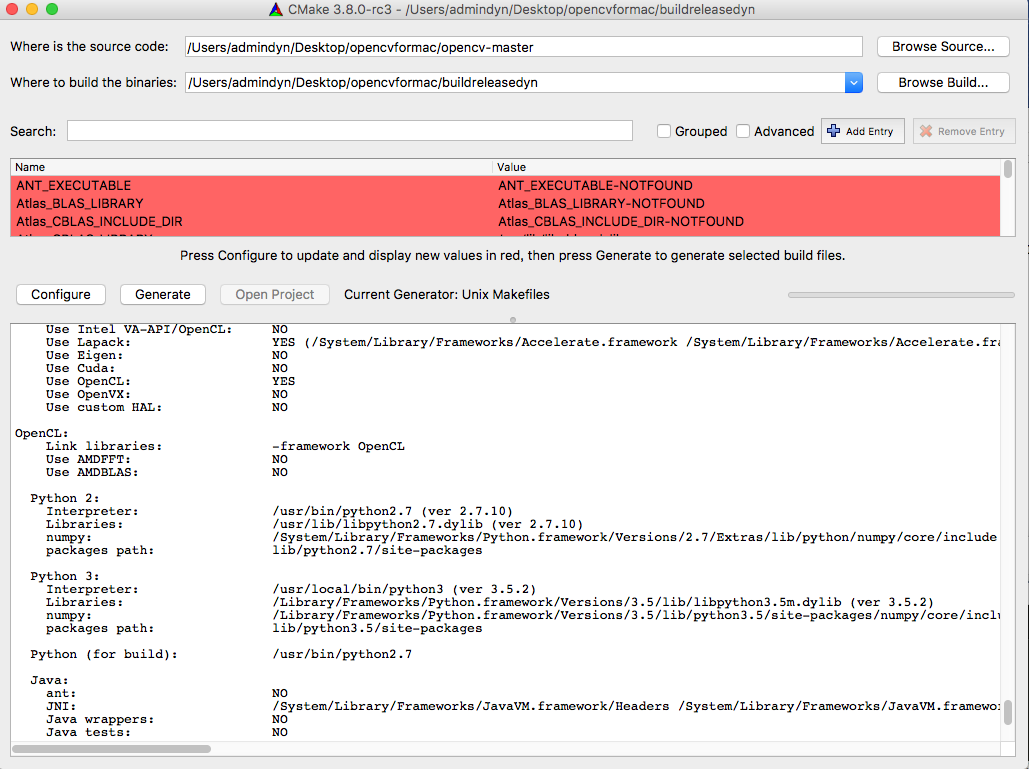 CMake 3.8.0-rc3 - /Users/admindyn/Desktop/opencvformac/buildreleasedyn
Where is the source code: /Users/admindyn/Desktop/opencvformac/opencv-master Browse Source...
Where to build the binaries: /Users/admindyn/Desktop/opencvformac/buildreleasedyn Browse Build...
Search: Grouped Advanced Add Entry Remove Entry
Name Value
ANT_EXECUTABLE ANT_EXECUTABLE-NOTFOUND
Atlas_BLAS_LIBRARY Atlas_BLAS_LIBRARY-NOTFOUND
Atlas_CBLAS_INCLUDE_DIR Atlas_CBLAS_INCLUDE_DIR-NOTFOUND
Press Configure to update and display new values in red, then press Generate to generate selected build files.
Configure Generate Open Project Current Generator: Unix Makefiles
Use Intel VA-API/OpenCL: NO
Use Lapack: YES (/System/Library/Frameworks/Accelerate.framework /System/Library/Frameworks/Accelerate.fra
Use Eigen: NO
Use Cuda: NO
Use OpenCL: YES
Use OpenVX: NO
Use custom HAL: NO
OpenCL:
Link libraries: -framework OpenCL
Use AMDFFT: NO
Use AMDBLAS: NO
Python 2:
Interpreter: /usr/bin/python2.7 (ver 2.7.10)
Libraries: /usr/lib/libpython2.7.dylib (ver 2.7.10)
numpy: /System/Library/Frameworks/Python.framework/Versions/2.7/Extras/lib/python/numpy/core/include
packages path: lib/python2.7/site-packages
Python 3:
Interpreter: /usr/local/bin/python3 (ver 3.5.2)
Libraries: /Library/Frameworks/Python.framework/Versions/3.5/lib/libpython3.5m.dylib (ver 3.5.2)
numpy: /Library/Frameworks/Python.framework/Versions/3.5/lib/python3.5/site-packages/numpy/core/inclu
packages path: lib/python3.5/site-packages
Python (for build): /usr/bin/python2.7
Java:
ant: NO
JNI: /System/Library/Frameworks/JavaVM.framework/Headers /System/Library/Frameworks/JavaVM.framewor
Java wrappers: NO
Java tests: NO